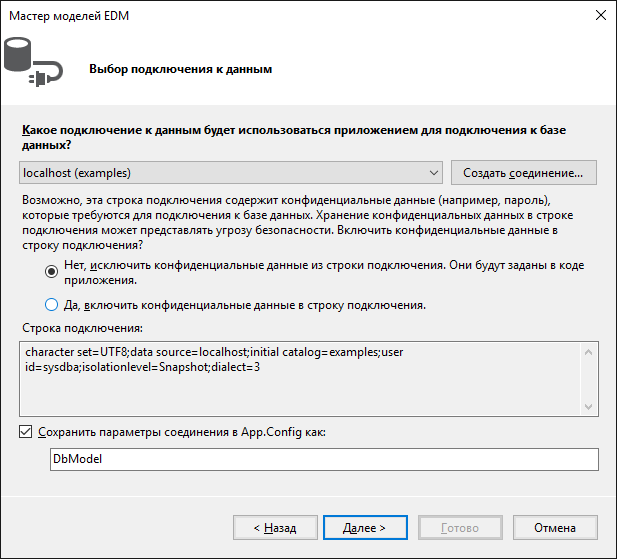 Мастер моделей EDM
Выбор подключения к данным
Какое подключение к данным будет использоваться приложением для подключения к базе
данных?
localhost (examples)
Создать соединение...
Возможно, эта строка подключения содержит конфиденциальные данные (например, пароль),
которые требуются для подключения к базе данных. Хранение конфиденциальных данных в строке
подключения может представлять угрозу безопасности. Включить конфиденциальные данные в
строку подключения?
Нет, исключить конфиденциальные данные из строки подключения. Они будут заданы в коде
приложения.
Да, включить конфиденциальные данные в строку подключения.
Строка подключения:
character set=UTF8;data source=localhost;initial catalog=examples;user
id=sysdba;isolationlevel=Snapshot;dialect=3
Сохранить параметры соединения в App.Config как:
DbModel
< Назад
Далее >
Готово
Отмена